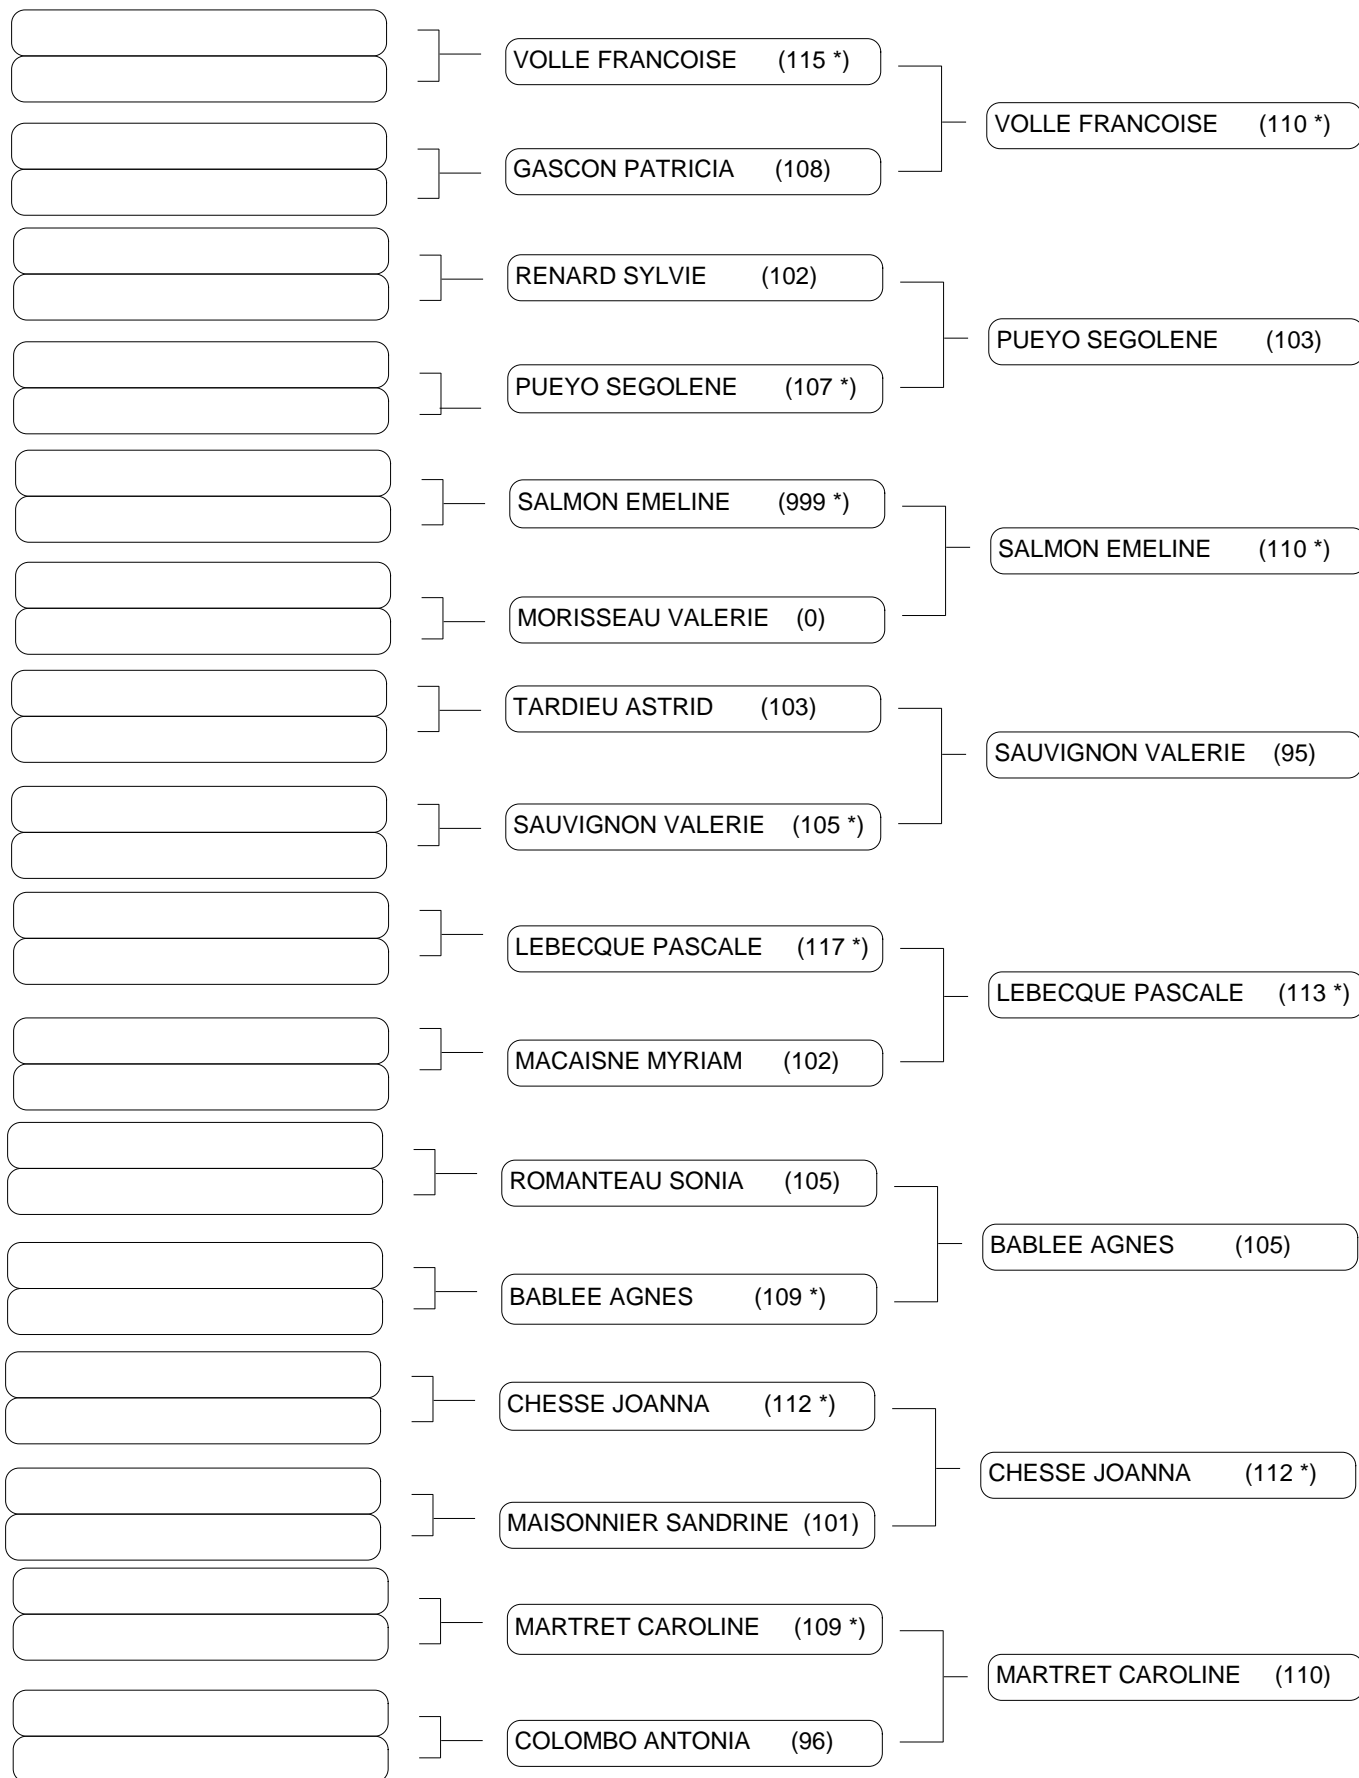 VOLLE FRANCOISE (115 *)
GASCON PATRICIA (108)
VOLLE FRANCOISE (110 *)
RENARD SYLVIE (102)
PUEYO SEGOLENE (107 *)
PUEYO SEGOLENE (103)
SALMON EMELINE (999 *)
MORISSEAU VALERIE (0)
SALMON EMELINE (110 *)
TARDIEU ASTRID (103)
SAUVIGNON VALERIE (105 *)
SAUVIGNON VALERIE (95)
LEBECQUE PASCALE (117 *)
MACAISNE MYRIAM (102)
LEBECQUE PASCALE (113 *)
ROMANTEAU SONIA (105)
BABLEE AGNES (109 *)
BABLEE AGNES (105)
CHESSE JOANNA (112 *)
MAISONNIER SANDRINE (101)
CHESSE JOANNA (112 *)
MARTRET CAROLINE (109 *)
COLOMBO ANTONIA (96)
MARTRET CAROLINE (110)